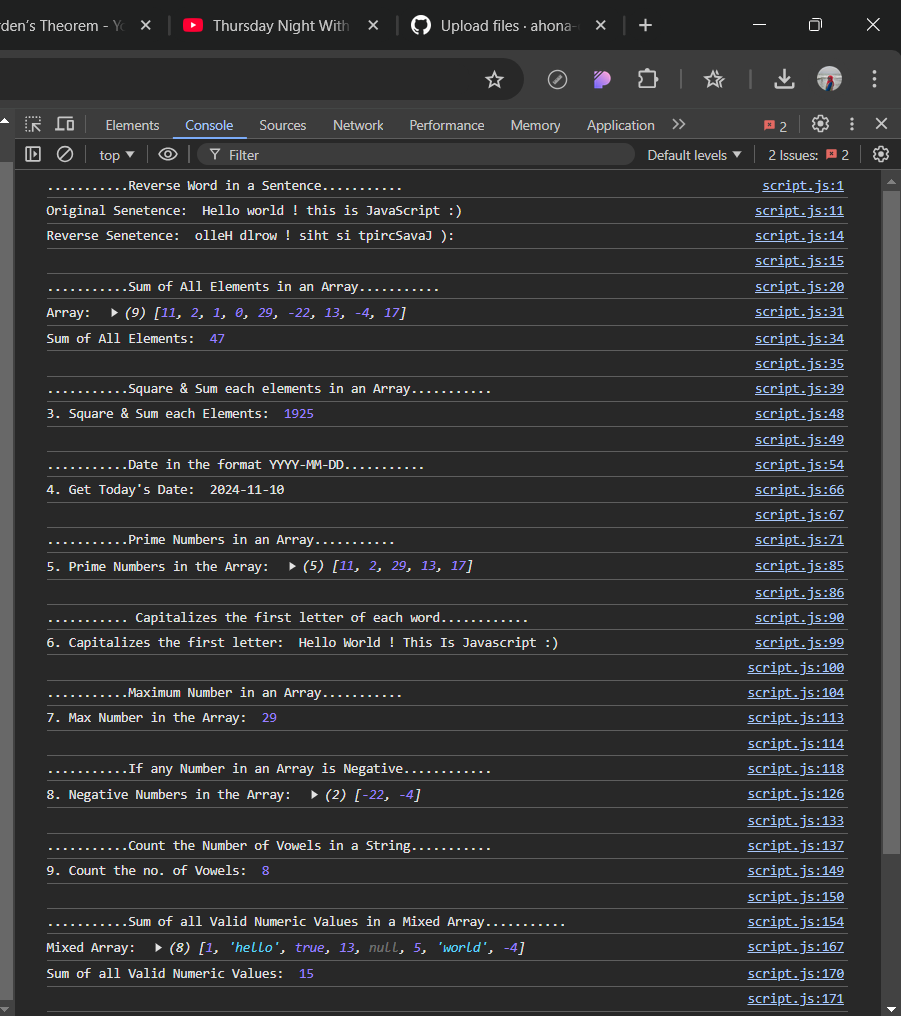 rden's Theorem - Yo
Thursday Night With
Upload files · ahona-
Elements Console Sources Network Performance Memory Application 2
top Filter Default levels 2 Issues: 2
...........Reverse Word in a Sentence........... script.js:1
Original Senetence:  Hello world ! this is JavaScript :) script.js:11
Reverse Senetence:  olleH dlrow ! siht si tpircSavaJ ): script.js:14
script.js:15
...........Sum of All Elements in an Array........... script.js:20
Array:  (9) [11, 2, 1, 0, 29, -22, 13, -4, 17] script.js:31
Sum of All Elements:  47 script.js:34
script.js:35
...........Square & Sum each elements in an Array........... script.js:39
3. Square & Sum each Elements:  1925 script.js:48
script.js:49
...........Date in the format YYYY-MM-DD........... script.js:54
4. Get Today's Date:  2024-11-10 script.js:66
script.js:67
...........Prime Numbers in an Array........... script.js:71
5. Prime Numbers in the Array:  (5) [11, 2, 29, 13, 17] script.js:85
script.js:86
........... Capitalizes the first letter of each word............ script.js:90
6. Capitalizes the first letter:  Hello World ! This Is Javascript :) script.js:99
script.js:100
...........Maximum Number in an Array........... script.js:104
7. Max Number in the Array:  29 script.js:113
script.js:114
...........If any Number in an Array is Negative............ script.js:118
8. Negative Numbers in the Array:  (2) [-22, -4] script.js:126
script.js:133
...........Count the Number of Vowels in a String........... script.js:137
9. Count the no. of Vowels:  8 script.js:149
script.js:150
...........Sum of all Valid Numeric Values in a Mixed Array........... script.js:154
Mixed Array:  (8) [1, 'hello', true, 13, null, 5, 'world', -4] script.js:167
Sum of all Valid Numeric Values:  15 script.js:170
script.js:171